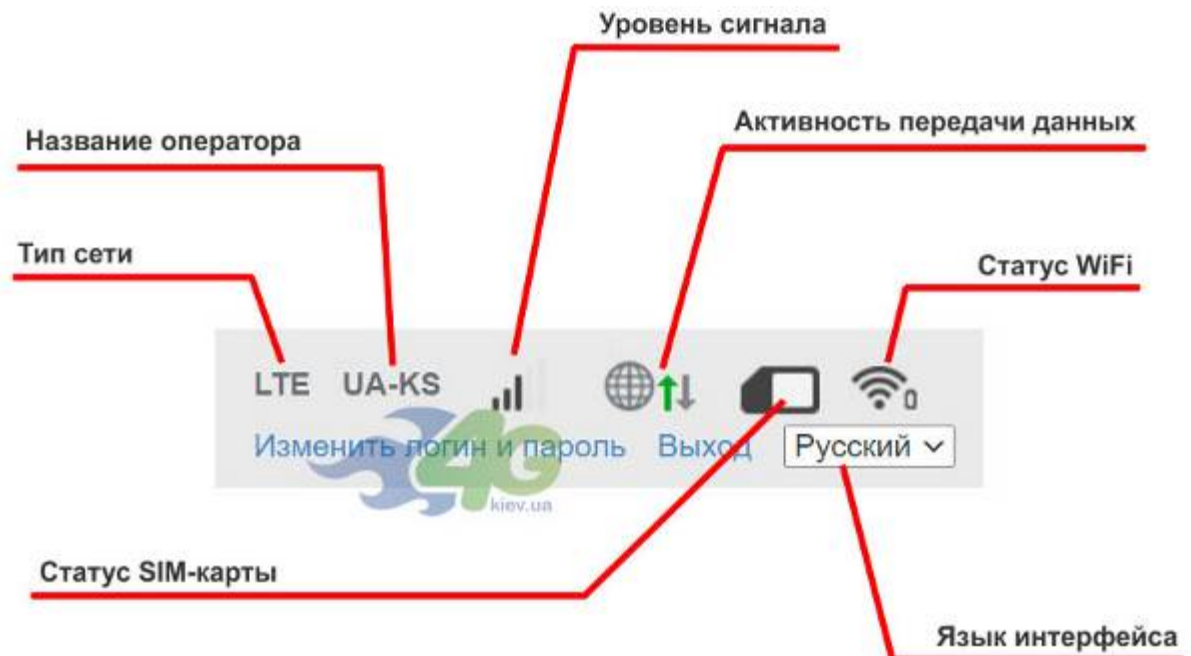 Уровень сигнала
Название оператора
Активность передачи данных
Тип сети
Статус WiFi
LTE UA-KS
Изменить логин и пароль Выход Русский
4G
kiev.ua
Статус SIM-карты
Язык интерфейса